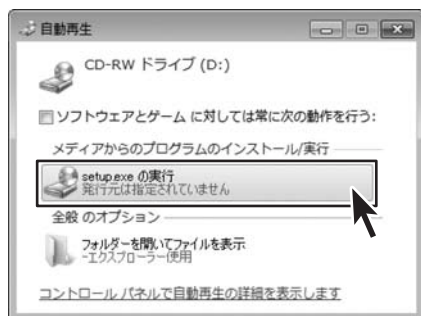 自動再生
CD-RW ドライブ (D:)
ソフトウェアとゲーム に対しては常に次の動作を行う:
メディアからのプログラムのインストール/実行
setup.exe の実行
発行元は指定されていません
全般 のオプション
フォルダーを開いてファイルを表示
-エクスプローラー使用
コントロール パネルで自動再生の詳細を表示します